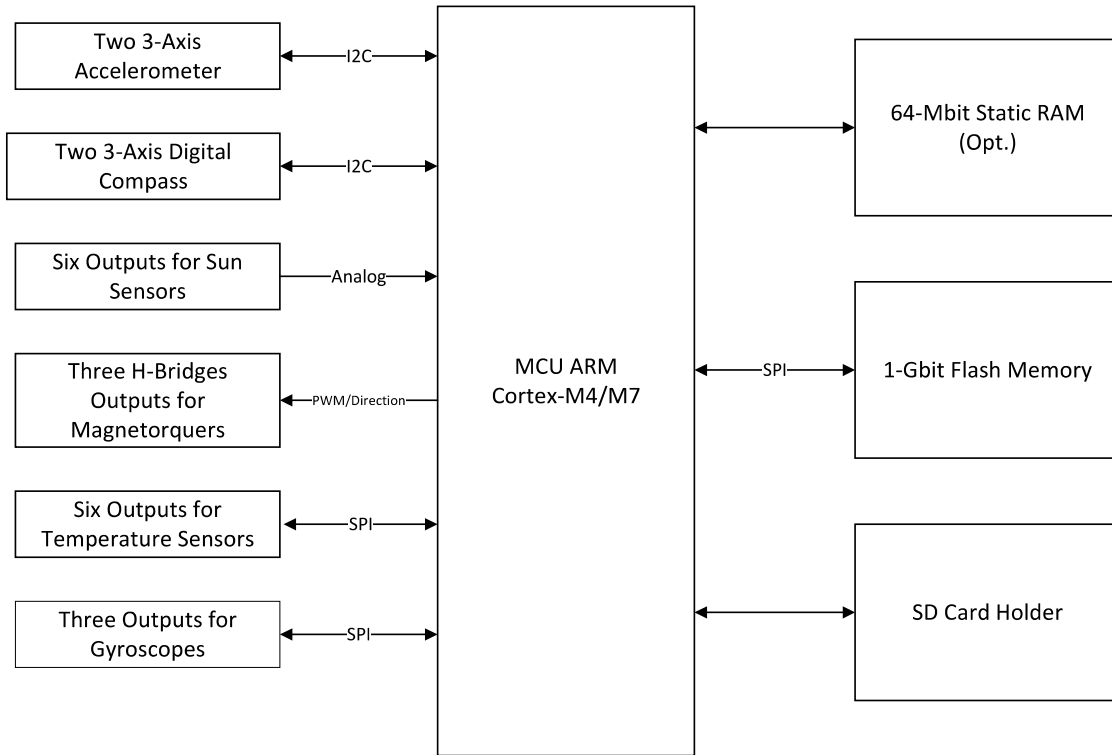 Two 3-Axis
Accelerometer
I2C
Two 3-Axis Digital
Compass
I2C
Six Outputs for Sun
Sensors
Analog
Three H-Bridges
Outputs for
Magnetorquers
PWM/Direction
Six Outputs for
Temperature Sensors
SPI
Three Outputs for
Gyroscopes
SPI
MCU ARM
Cortex-M4/M7
64-Mbit Static RAM
(Opt.)
SPI
1-Gbit Flash Memory
SD Card Holder